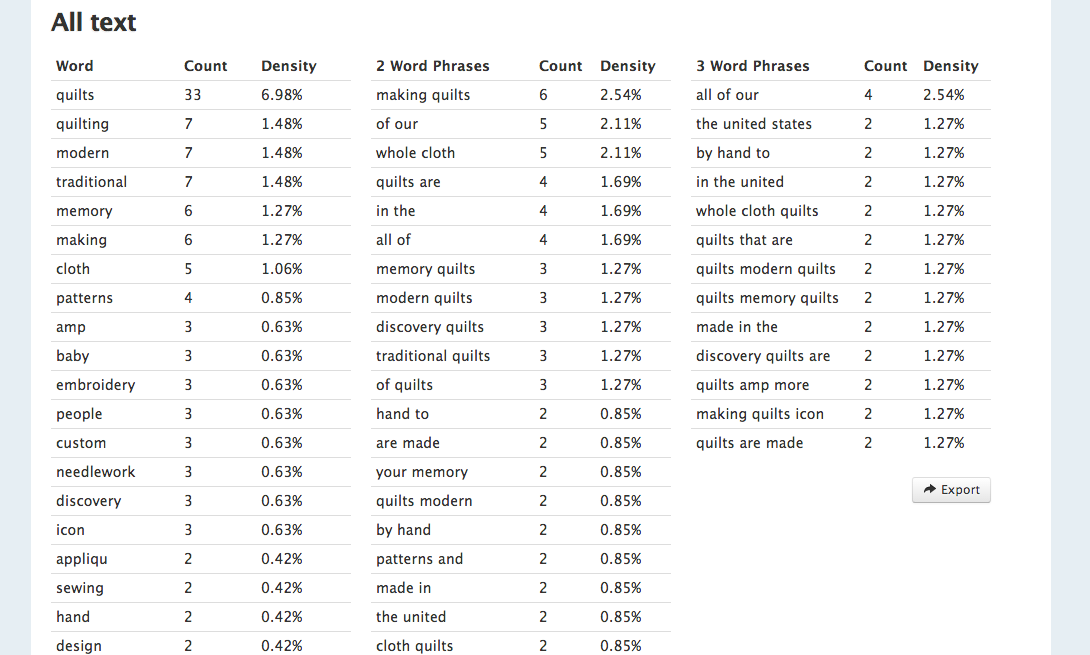 All text
Word Count Density 2 Word Phrases Count Density 3 Word Phrases Count Density
quilts 33 6.98% making quilts 6 2.54% all of our 4 2.54%
quilting 7 1.48% of our 5 2.11% the united states 2 1.27%
modern 7 1.48% whole cloth 5 2.11% by hand to 2 1.27%
traditional 7 1.48% quilts are 4 1.69% in the united 2 1.27%
memory 6 1.27% in the 4 1.69% whole cloth quilts 2 1.27%
making 6 1.27% all of 4 1.69% quilts that are 2 1.27%
cloth 5 1.06% memory quilts 3 1.27% quilts modern quilts 2 1.27%
patterns 4 0.85% modern quilts 3 1.27% quilts memory quilts 2 1.27%
amp 3 0.63% discovery quilts 3 1.27% made in the 2 1.27%
baby 3 0.63% traditional quilts 3 1.27% discovery quilts are 2 1.27%
embroidery 3 0.63% of quilts 3 1.27% quilts amp more 2 1.27%
people 3 0.63% hand to 2 0.85% making quilts icon 2 1.27%
custom 3 0.63% are made 2 0.85% quilts are made 2 1.27%
needlework 3 0.63% your memory 2 0.85%
Export
discovery 3 0.63% quilts modern 2 0.85%
icon 3 0.63% by hand 2 0.85%
appliqu 2 0.42% patterns and 2 0.85%
sewing 2 0.42% made in 2 0.85%
hand 2 0.42% the united 2 0.85%
design 2 0.42% cloth quilts 2 0.85%